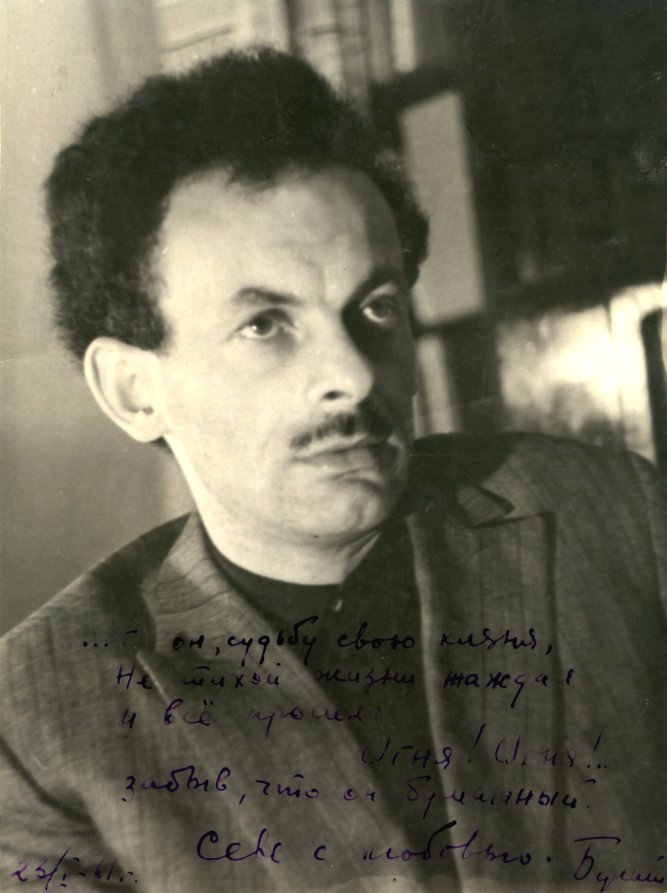 ... он, судьбу свою кляня,
Не тихой жизни жаждал
и всё просил:
Огня! Огня!..
забыв, что он бумажный.
Севе с любовью.
23/I-61г.